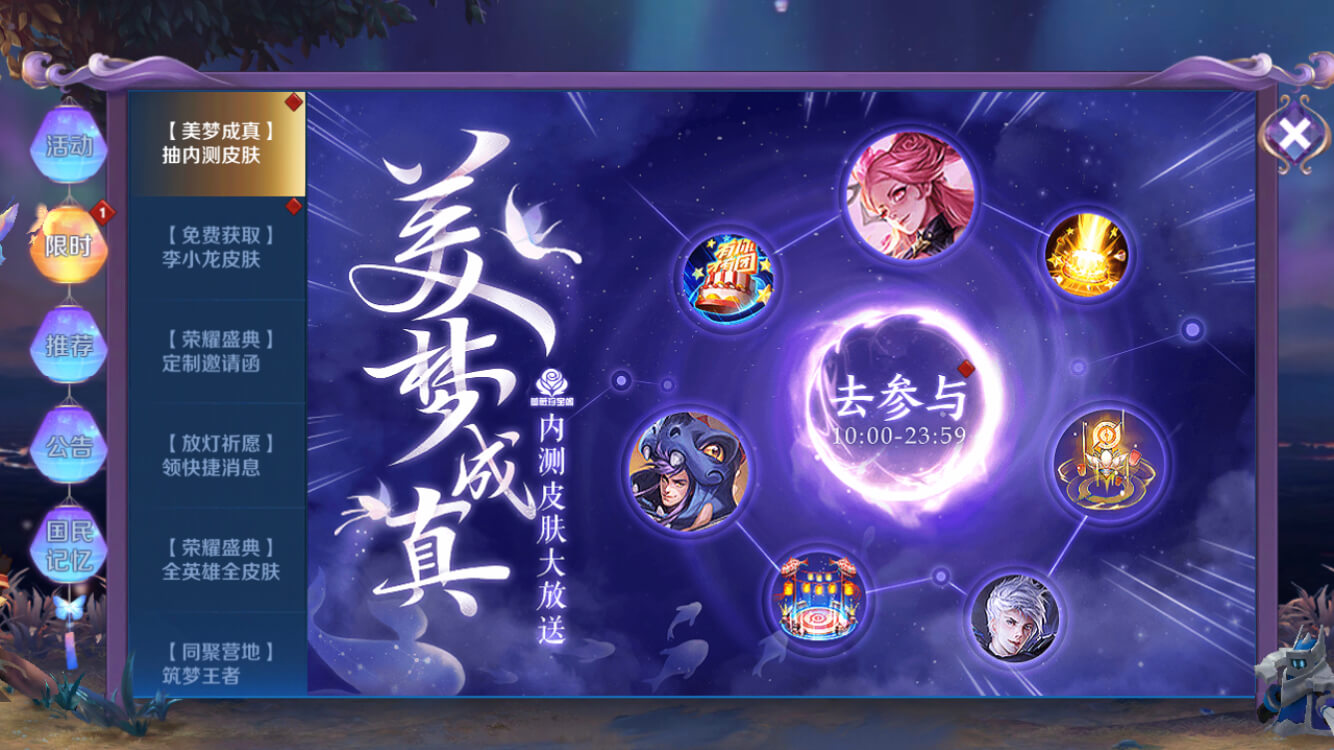 活动
限时
1
推荐
公告
国民
记忆
【美梦成真】
抽内测皮肤
【免费获取】
李小龙皮肤
【荣耀盛典】
定制邀请函
【放灯祈愿】
领快捷消息
【荣耀盛典】
全英雄全皮肤
【同聚营地】
筑梦王者
美梦成真
内测皮肤大放送
有你
有团
去参与
10:00-23:59